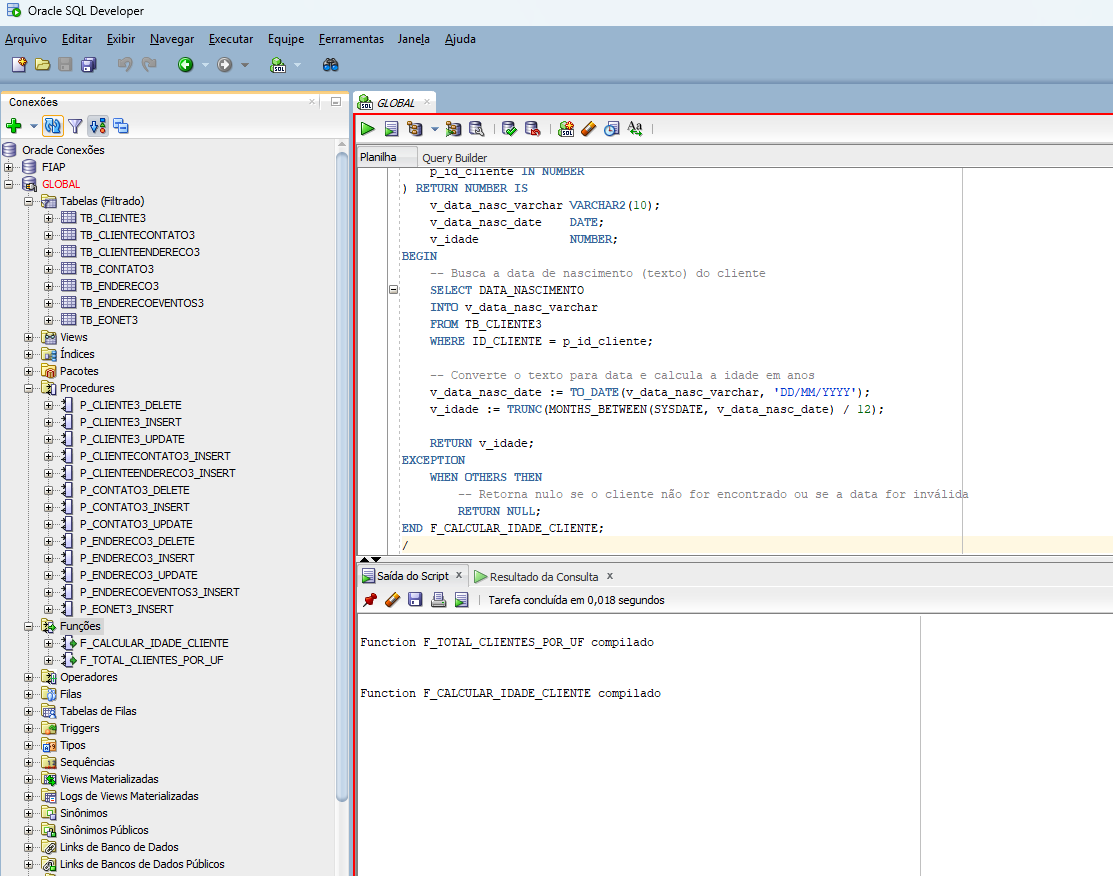 Oracle SQL Developer
Arquivo Editar Exibir Navegar Executar Equipe Ferramentas Janela Ajuda
Conexões
Oracle Conexões
FIAP
GLOBAL
Tabelas (Filtrado)
TB_CLIENTE3
TB_CLIENTECONTATO3
TB_CLIENTEENDERECO3
TB_CONTATO3
TB_ENDERECO3
TB_ENDERECOEVENTOS3
TB_EONET3
Views
Índices
Pacotes
Procedures
P_CLIENTE3_DELETE
P_CLIENTE3_INSERT
P_CLIENTE3_UPDATE
P_CLIENTECONTATO3_INSERT
P_CLIENTEENDERECO3_INSERT
P_CONTATO3_DELETE
P_CONTATO3_INSERT
P_CONTATO3_UPDATE
P_ENDERECO3_DELETE
P_ENDERECO3_INSERT
P_ENDERECO3_UPDATE
P_ENDERECOEVENTOS3_INSERT
P_EONET3_INSERT
Funções
F_CALCULAR_IDADE_CLIENTE
F_TOTAL_CLIENTES_POR_UF
Operadores
Filas
Tabelas de Filas
Triggers
Tipos
Sequências
Views Materializadas
Logs de Views Materializadas
Sinônimos
Sinônimos Públicos
Links de Banco de Dados
Links de Bancos de Dados Públicos
GLOBAL
Planilha Query Builder
p_id_cliente IN NUMBER
) RETURN NUMBER IS
v_data_nasc_varchar VARCHAR2(10);
v_data_nasc_date DATE;
v_idade NUMBER;
BEGIN
-- Busca a data de nascimento (texto) do cliente
SELECT DATA_NASCIMENTO
INTO v_data_nasc_varchar
FROM TB_CLIENTE3
WHERE ID_CLIENTE = p_id_cliente;
-- Converte o texto para data e calcula a idade em anos
v_data_nasc_date := TO_DATE(v_data_nasc_varchar, 'DD/MM/YYYY');
v_idade := TRUNC(MONTHS_BETWEEN(SYSDATE, v_data_nasc_date) / 12);
RETURN v_idade;
EXCEPTION
WHEN OTHERS THEN
-- Retorna nulo se o cliente não for encontrado ou se a data for inválida
RETURN NULL;
END F_CALCULAR_IDADE_CLIENTE;
/
Saída do Script x Resultado da Consulta x
Tarefa concluída em 0,018 segundos
Function F_TOTAL_CLIENTES_POR_UF compilado
Function F_CALCULAR_IDADE_CLIENTE compilado